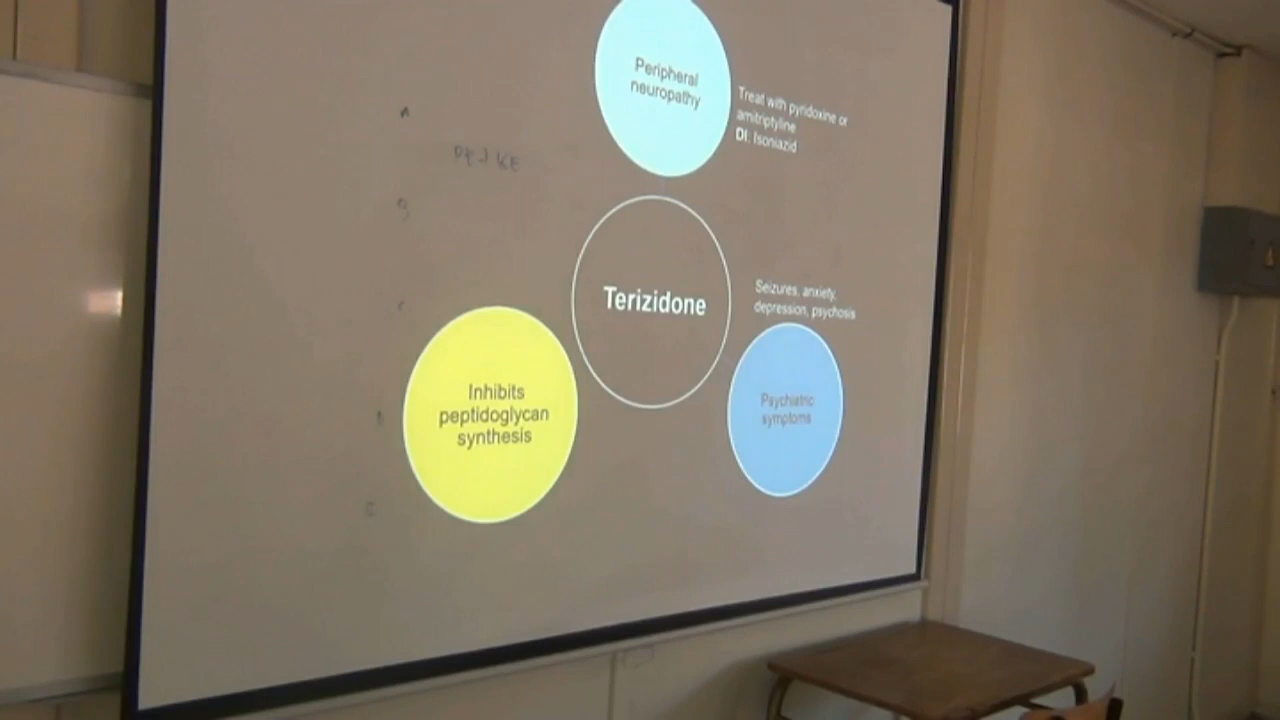 Peripheral
neuropathy
Treat with pyridoxine or
amitriptyline
DI: Isoniazid
Terizidone
Seizures, anxiety,
depression, psychosis
Inhibits
peptidoglycan
synthesis
Psychiatric
symptoms